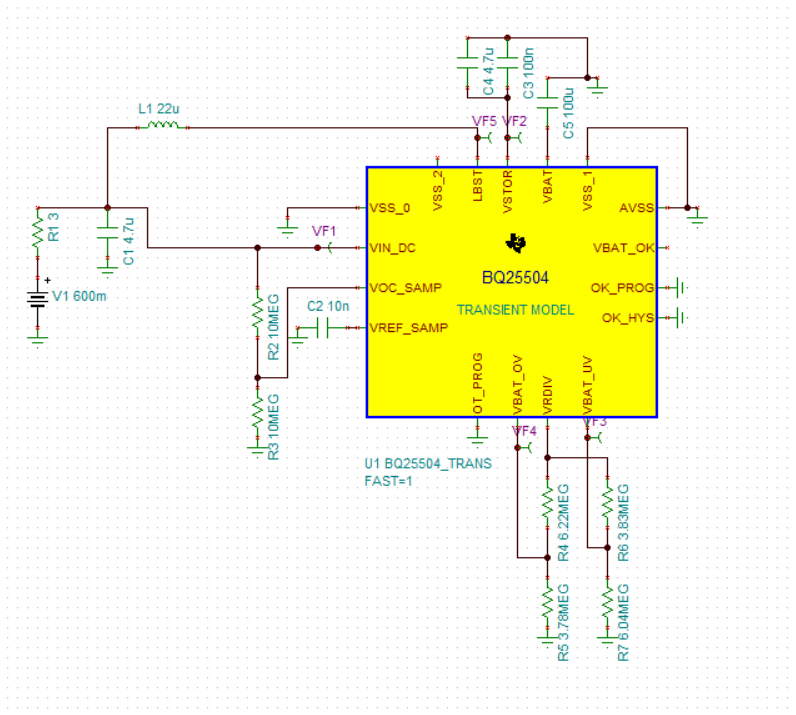 C4 4.7u
C3 100n
C5 100u
L1 22u
VF5
VF2
VSS_2
LBST
VSTOR
VBAT
VSS_1
R1 3
C1 4.7u
VSS_0
AVSS
VF1
VIN_DC
VBAT_OK
+
V1 600m
BQ25504
VOC_SAMP
OK_PROG
C2 10n
TRANSIENT MODEL
R2 10MEG
VREF_SAMP
OK_HYS
OT_PROG
VBAT_OV
VRDIV
VBAT_UV
R3 10MEG
VF4
VF3
U1 BQ25504_TRANS
FAST=1
R4 6.22MEG
R6 3.83MEG
R5 3.78MEG
R7 6.04MEG